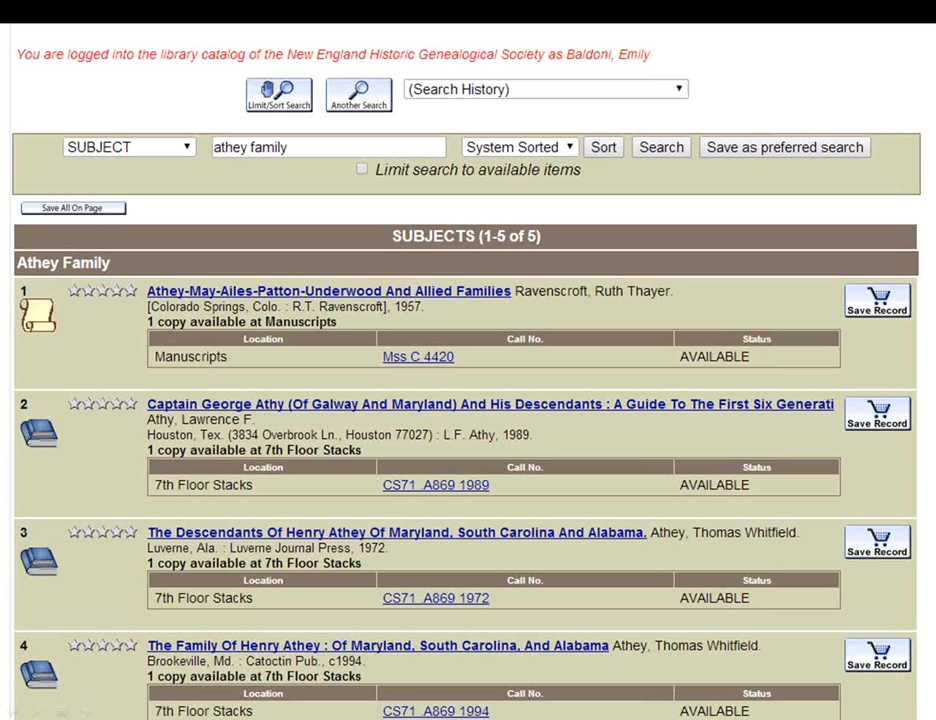 You are logged into the library catalog of the New England Historic Genealogical Society as Baldoni, Emily
Limit/Sort Search Another Search (Search History)
SUBJECT athey family System Sorted Sort Search Save as preferred search
Limit search to available items
Save All On Page
SUBJECTS (1-5 of 5)
Athey Family
1 Athey-May-Ailes-Patton-Underwood And Allied Families Ravenscroft, Ruth Thayer. Save Record
[Colorado Springs, Colo. : R.T. Ravenscroft], 1957.
1 copy available at Manuscripts
Location Call No. Status
Manuscripts Mss C 4420 AVAILABLE
2 Captain George Athy (Of Galway And Maryland) And His Descendants : A Guide To The First Six Generati Save Record
Athy, Lawrence F.
Houston, Tex. (3834 Overbrook Ln., Houston 77027) : L.F. Athy, 1989.
1 copy available at 7th Floor Stacks
Location Call No. Status
7th Floor Stacks CS71 .A869 1989 AVAILABLE
3 The Descendants Of Henry Athey Of Maryland, South Carolina And Alabama. Athey, Thomas Whitfield. Save Record
Luverne, Ala. : Luverne Journal Press, 1972.
1 copy available at 7th Floor Stacks
Location Call No. Status
7th Floor Stacks CS71 .A869 1972 AVAILABLE
4 The Family Of Henry Athey : Of Maryland, South Carolina, And Alabama Athey, Thomas Whitfield. Save Record
Brookeville, Md. : Catoctin Pub., c1994.
1 copy available at 7th Floor Stacks
Location Call No. Status
7th Floor Stacks CS71 .A869 1994 AVAILABLE